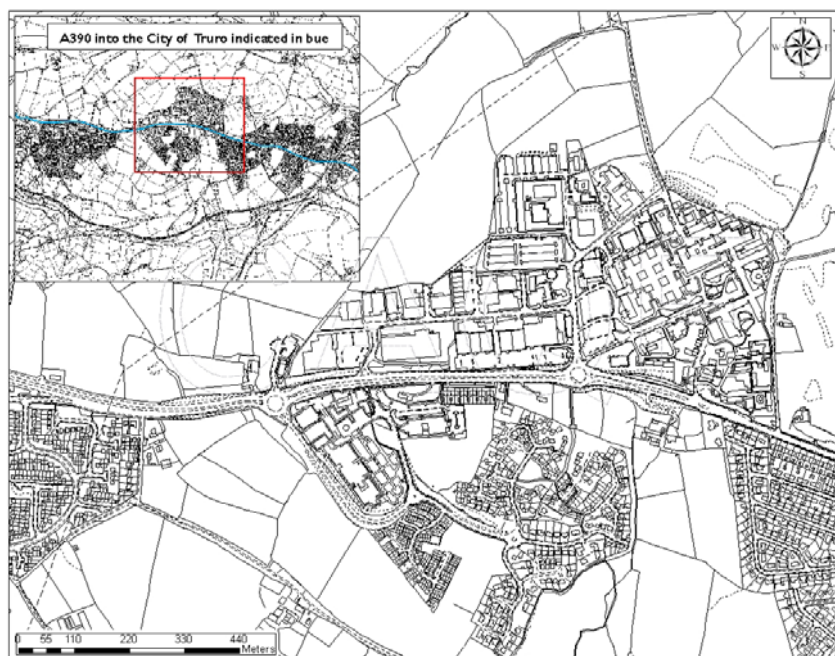 A390 into the City of Truro indicated in bue
N
W E
S
0 55 110 220 330 440
Meters